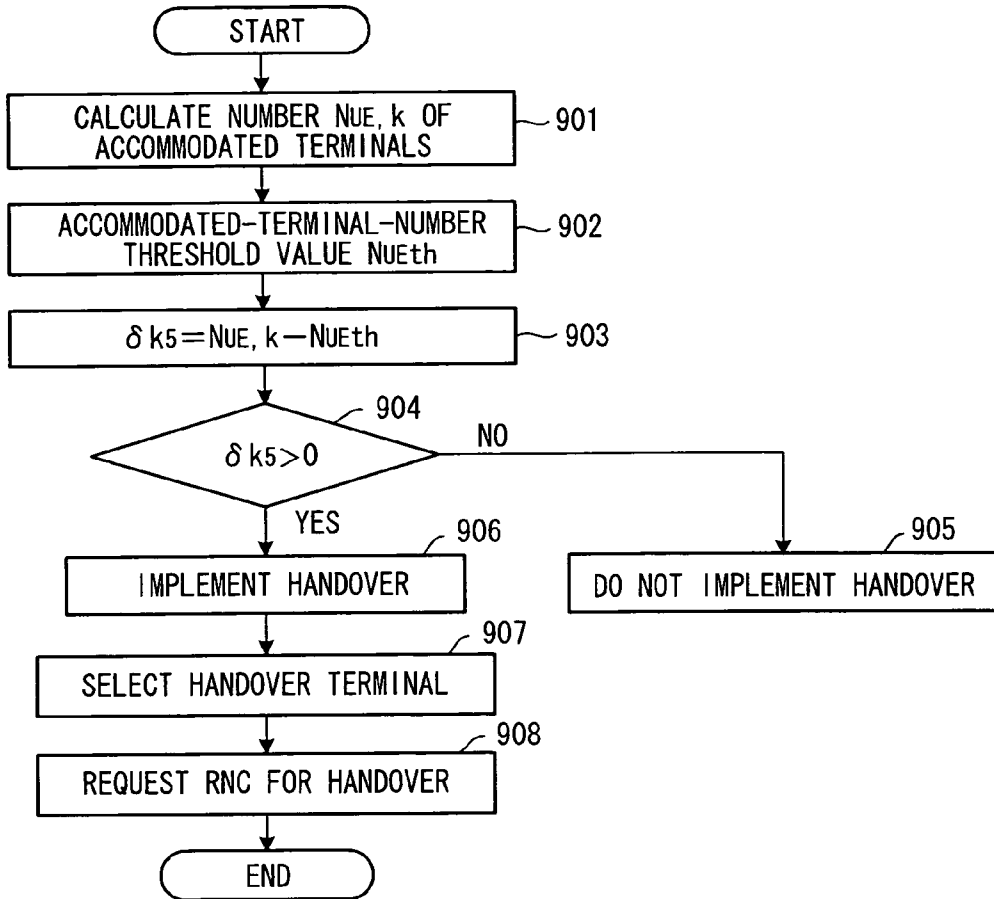 START
CALCULATE NUMBER NUE, k OF
ACCOMMODATED TERMINALS
901
ACCOMMODATED-TERMINAL-NUMBER
THRESHOLD VALUE NUEth
902
δk5=NUE, k-NUEth
903
904
δk5>0
NO
YES
906
IMPLEMENT HANDOVER
905
DO NOT IMPLEMENT HANDOVER
907
SELECT HANDOVER TERMINAL
908
REQUEST RNC FOR HANDOVER
END